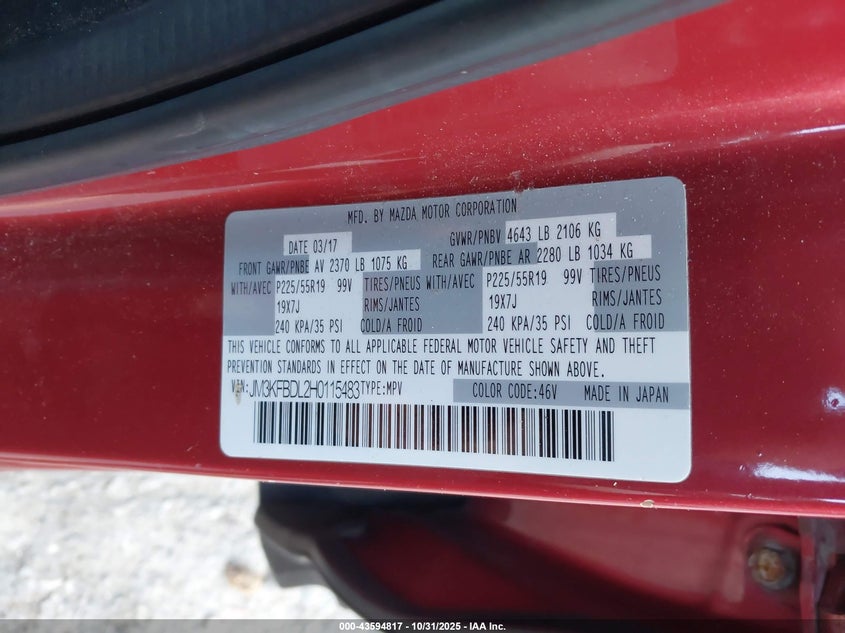 MFD. BY MAZDA MOTOR CORPORATION
DATE 03/17 GVWR/PNBV 4643 LB 2106 KG
FRONT GAWR/PNBE AV 2370 LB 1075 KG REAR GAWR/PNBE AR 2280 LB 1034 KG
WITH/AVEC P225/55R19 99V TIRES/PNEUS WITH/AVEC P225/55R19 99V TIRES/PNEUS
19X7J RIMS/JANTES 19X7J RIMS/JANTES
240 KPA/35 PSI COLD/A FROID 240 KPA/35 PSI COLD/A FROID
THIS VEHICLE CONFORMS TO ALL APPLICABLE FEDERAL MOTOR VEHICLE SAFETY AND THEFT
PREVENTION STANDARDS IN EFFECT ON THE DATE OF MANUFACTURE SHOWN ABOVE.
VIN: JM3KFBDL2H0115483 TYPE:MPV COLOR CODE:46V MADE IN JAPAN
000-43594817 - 10/31/2025 - IAA Inc.